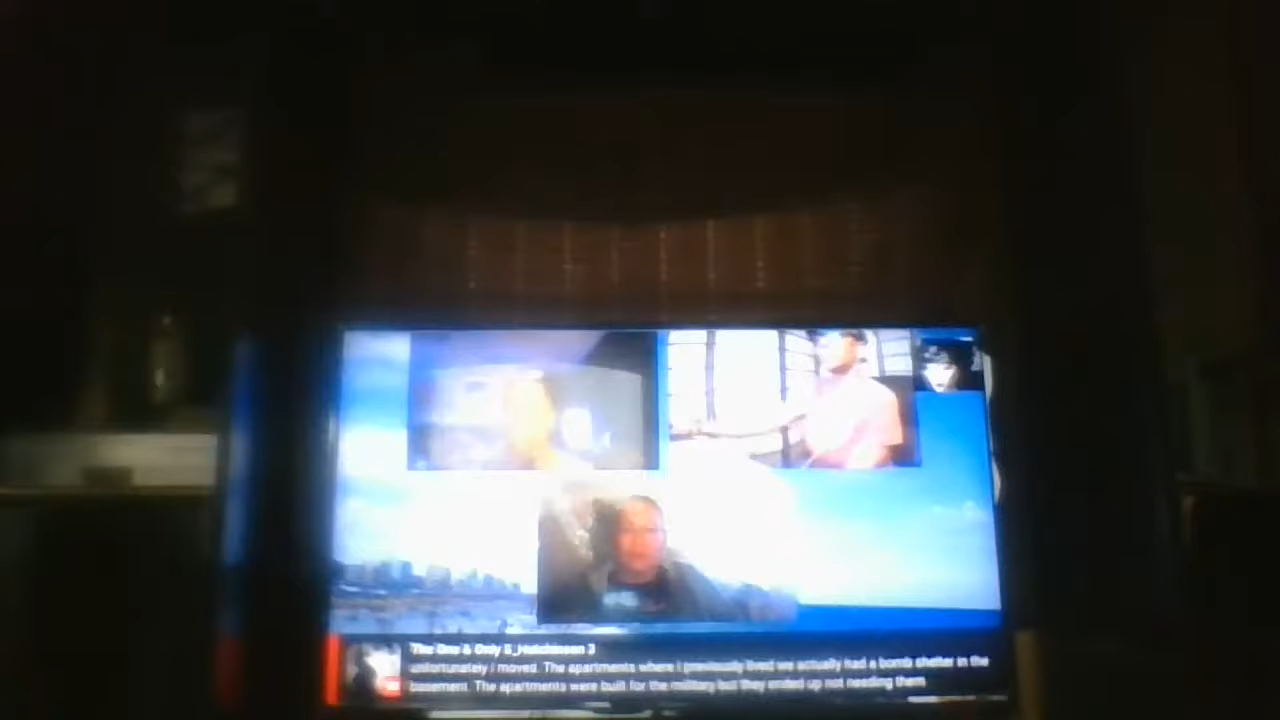 The One & Only S_Hutchinson 3
unfortunately i moved. The apartments where I previously lived we actually had a bomb shelter in the
basement. The apartments were built for the military but they ended up not needing them